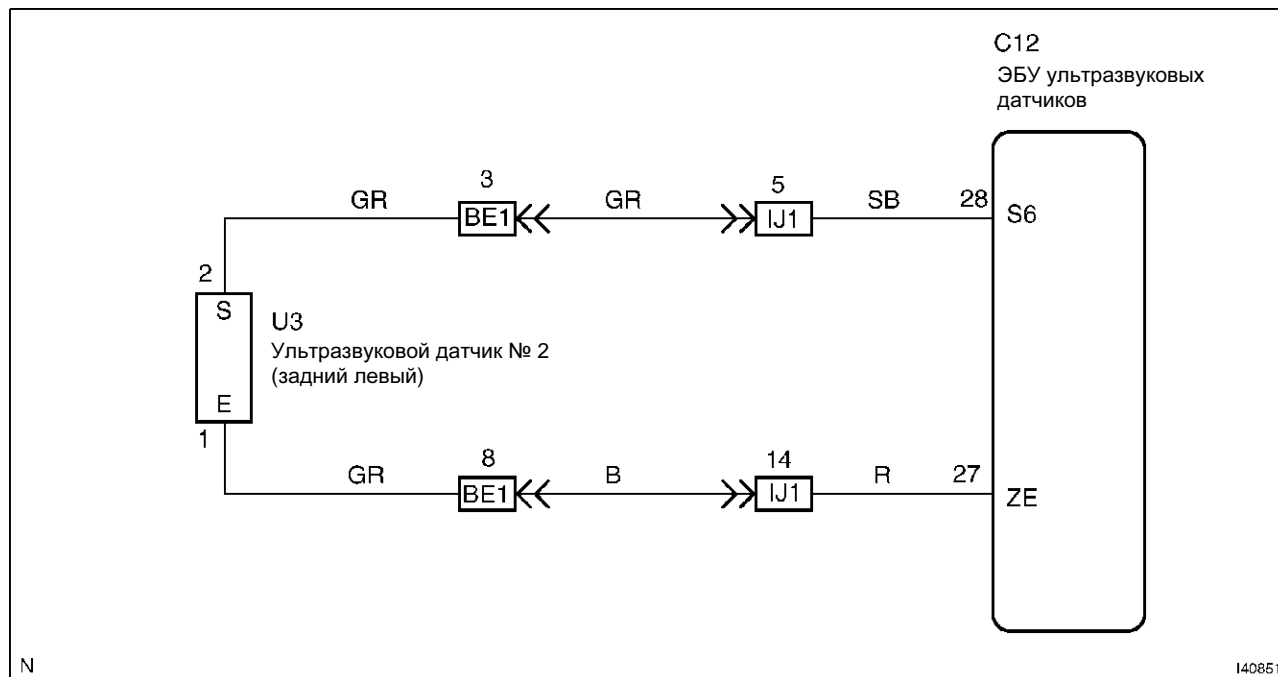 C12
ЭБУ ультразвуковых
датчиков
3
5
GR
BE1
GR
IJ1
SB
28
S6
2
S
U3
Ультразвуковой датчик № 2
(задний левый)
E
1
8
14
GR
BE1
B
IJ1
R
27
ZE
N
I40851